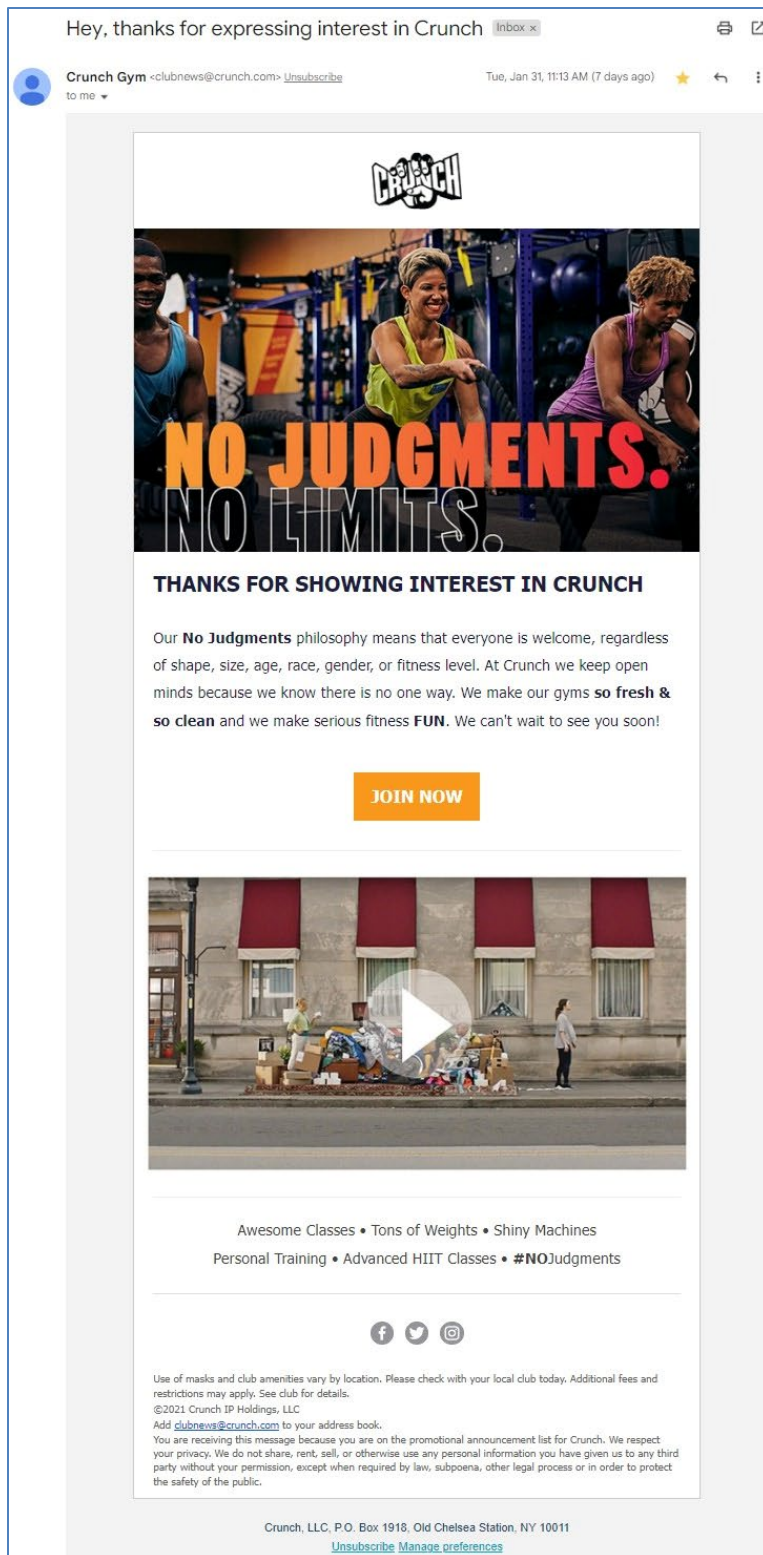 Hey, thanks for expressing interest in Crunch Inbox x
Crunch Gym <clubnews@crunch.com> Unsubscribe
Tue, Jan 31, 11:13 AM (7 days ago)
to me
CRUNCH
NO JUDGMENTS.
NO LIMITS.
THANKS FOR SHOWING INTEREST IN CRUNCH
Our No Judgments philosophy means that everyone is welcome, regardless
of shape, size, age, race, gender, or fitness level. At Crunch we keep open
minds because we know there is no one way. We make our gyms so fresh &
so clean and we make serious fitness FUN. We can't wait to see you soon!
JOIN NOW
Awesome Classes • Tons of Weights • Shiny Machines
Personal Training • Advanced HIIT Classes • #NOJudgments
Use of masks and club amenities vary by location. Please check with your local club today. Additional fees and
restrictions may apply. See club for details.
©2021 Crunch IP Holdings, LLC
Add clubnews@crunch.com to your address book.
You are receiving this message because you are on the promotional announcement list for Crunch. We respect
your privacy. We do not share, rent, sell, or otherwise use any personal information you have given us to any third
party without your permission, except when required by law, subpoena, other legal process or in order to protect
the safety of the public.
Crunch, LLC, P.O. Box 1918, Old Chelsea Station, NY 10011
Unsubscribe Manage preferences